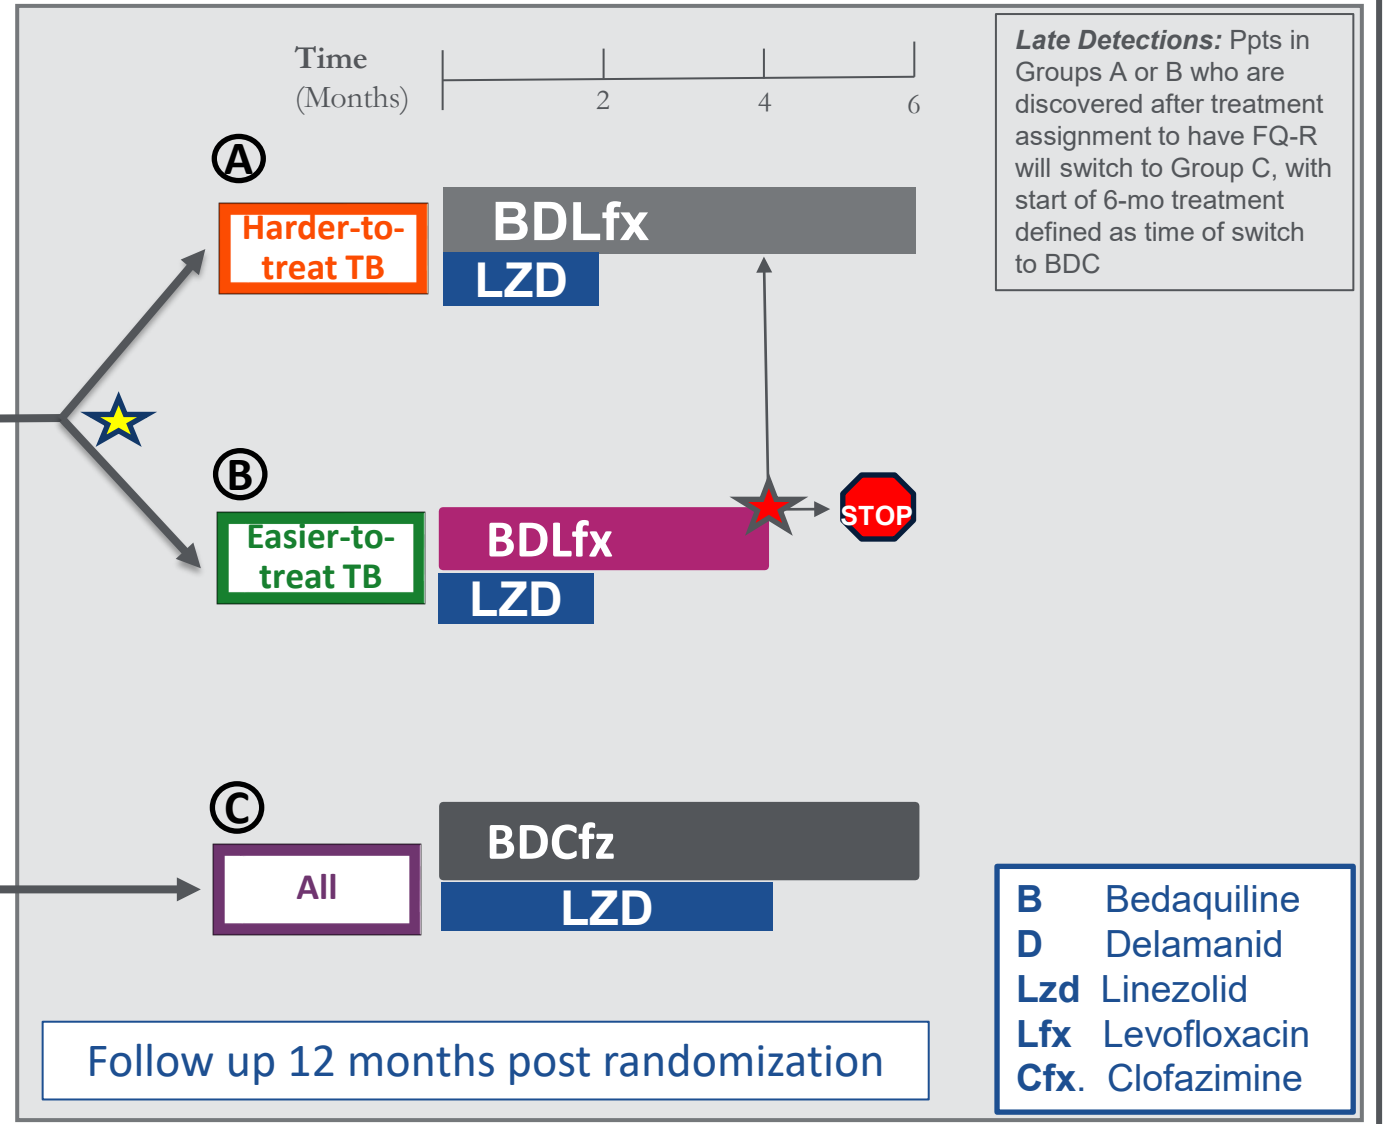 Time
(Months)
2
4
6
Late Detections: Ppts in
Groups A or B who are
discovered after treatment
assignment to have FQ-R
will switch to Group C, with
start of 6-mo treatment
defined as time of switch
to BDC
A
Harder-to-
treat TB
BDLfx
LZD
B
Easier-to-
treat TB
BDLfx
LZD
STOP
C
All
BDCfz
LZD
B Bedaquiline
D Delamanid
Lzd Linezolid
Lfx Levofloxacin
Cfx. Clofazimine
Follow up 12 months post randomization